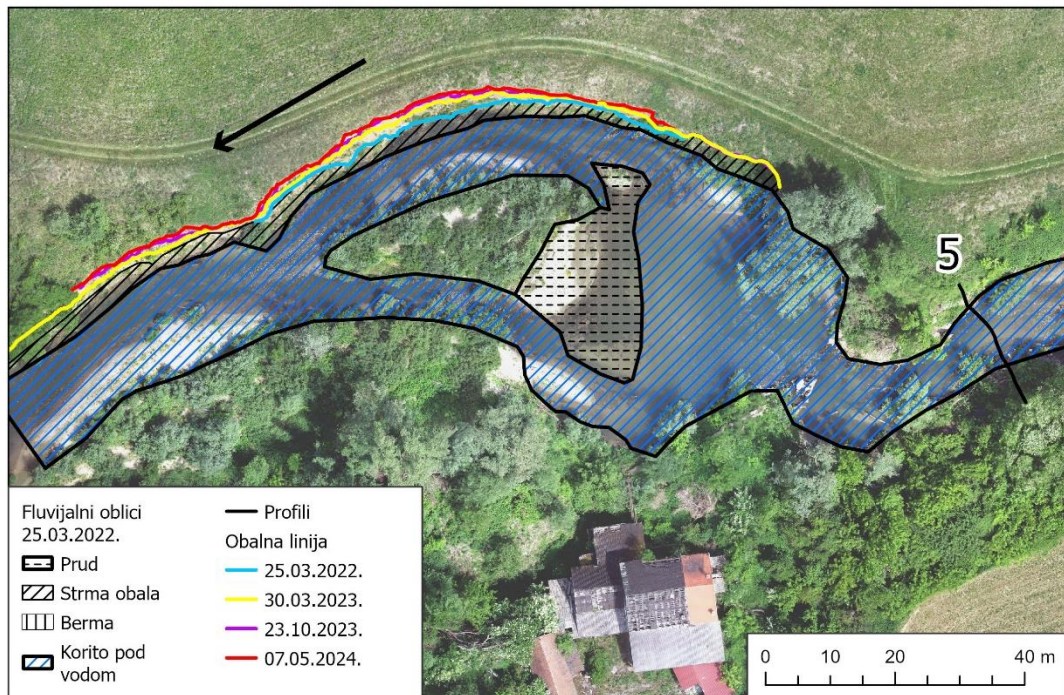 5
Fluvijalni oblici
25.03.2022.
Prud
Strma obala
Berma
Korito pod
vodom
Profili
Obalna linija
25.03.2022.
30.03.2023.
23.10.2023.
07.05.2024.
0 10 20 40 m